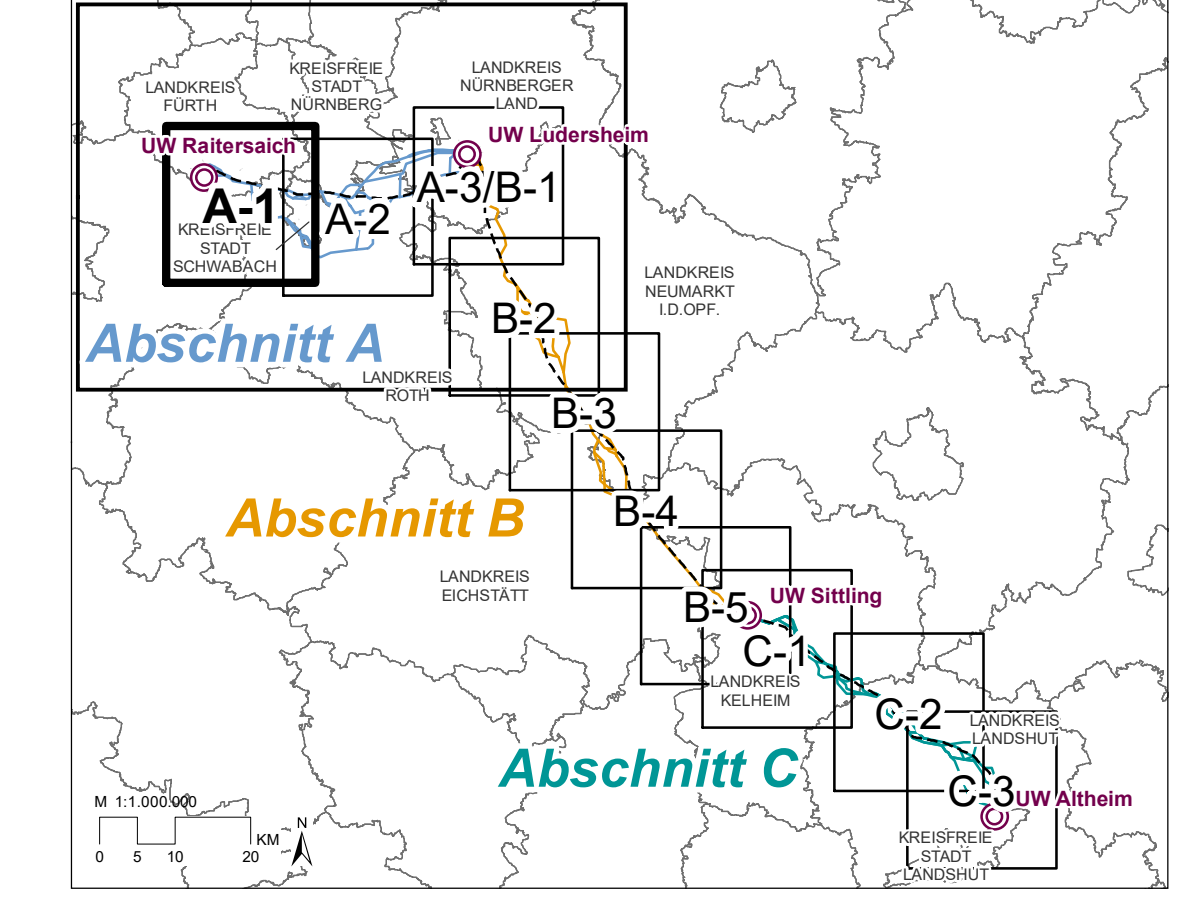 LANDKREIS
FÜRTH
KREISFREIE
STADT
NÜRNBERG
LANDKREIS
NÜRNBERGER
LAND
UW Raitersaich
UW Ludersheim
A-1
A-2
A-3/B-1
KREISFREIE
STADT
SCHWABACH
LANDKREIS
NEUMARKT
I.D.OPF.
B-2
Abschnitt A
LANDKREIS
ROTH
B-3
Abschnitt B
B-4
LANDKREIS
EICHSTÄTT
B-5
UW Sittling
C-1
LANDKREIS
KELHEIM
C-2
LANDKREIS
LANDSHUT
Abschnitt C
C-3
UW Altheim
M 1:1.000.000
KM
0 5 10 20
N
KREISFREIE
STADT
LANDSHUT